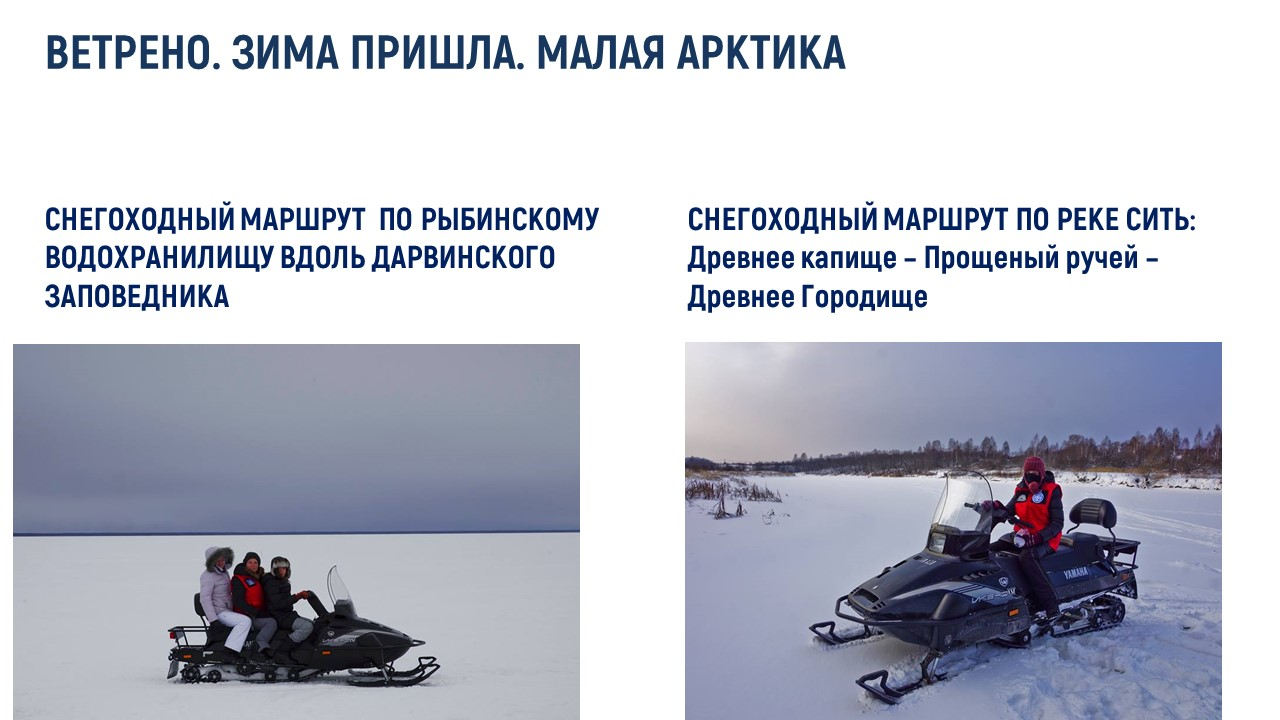 ВЕТРЕНО. ЗИМА ПРИШЛА. МАЛАЯ АРКТИКА
СНЕГОХОДНЫЙ МАРШРУТ ПО РЫБИНСКОМУ
ВОДОХРАНИЛИЩУ ВДОЛЬ ДАРВИНСКОГО
ЗАПОВЕДНИКА
СНЕГОХОДНЫЙ МАРШРУТ ПО РЕКЕ СИТЬ:
Древнее капище – Прощеный ручей –
Древнее Городище
YAMAHA